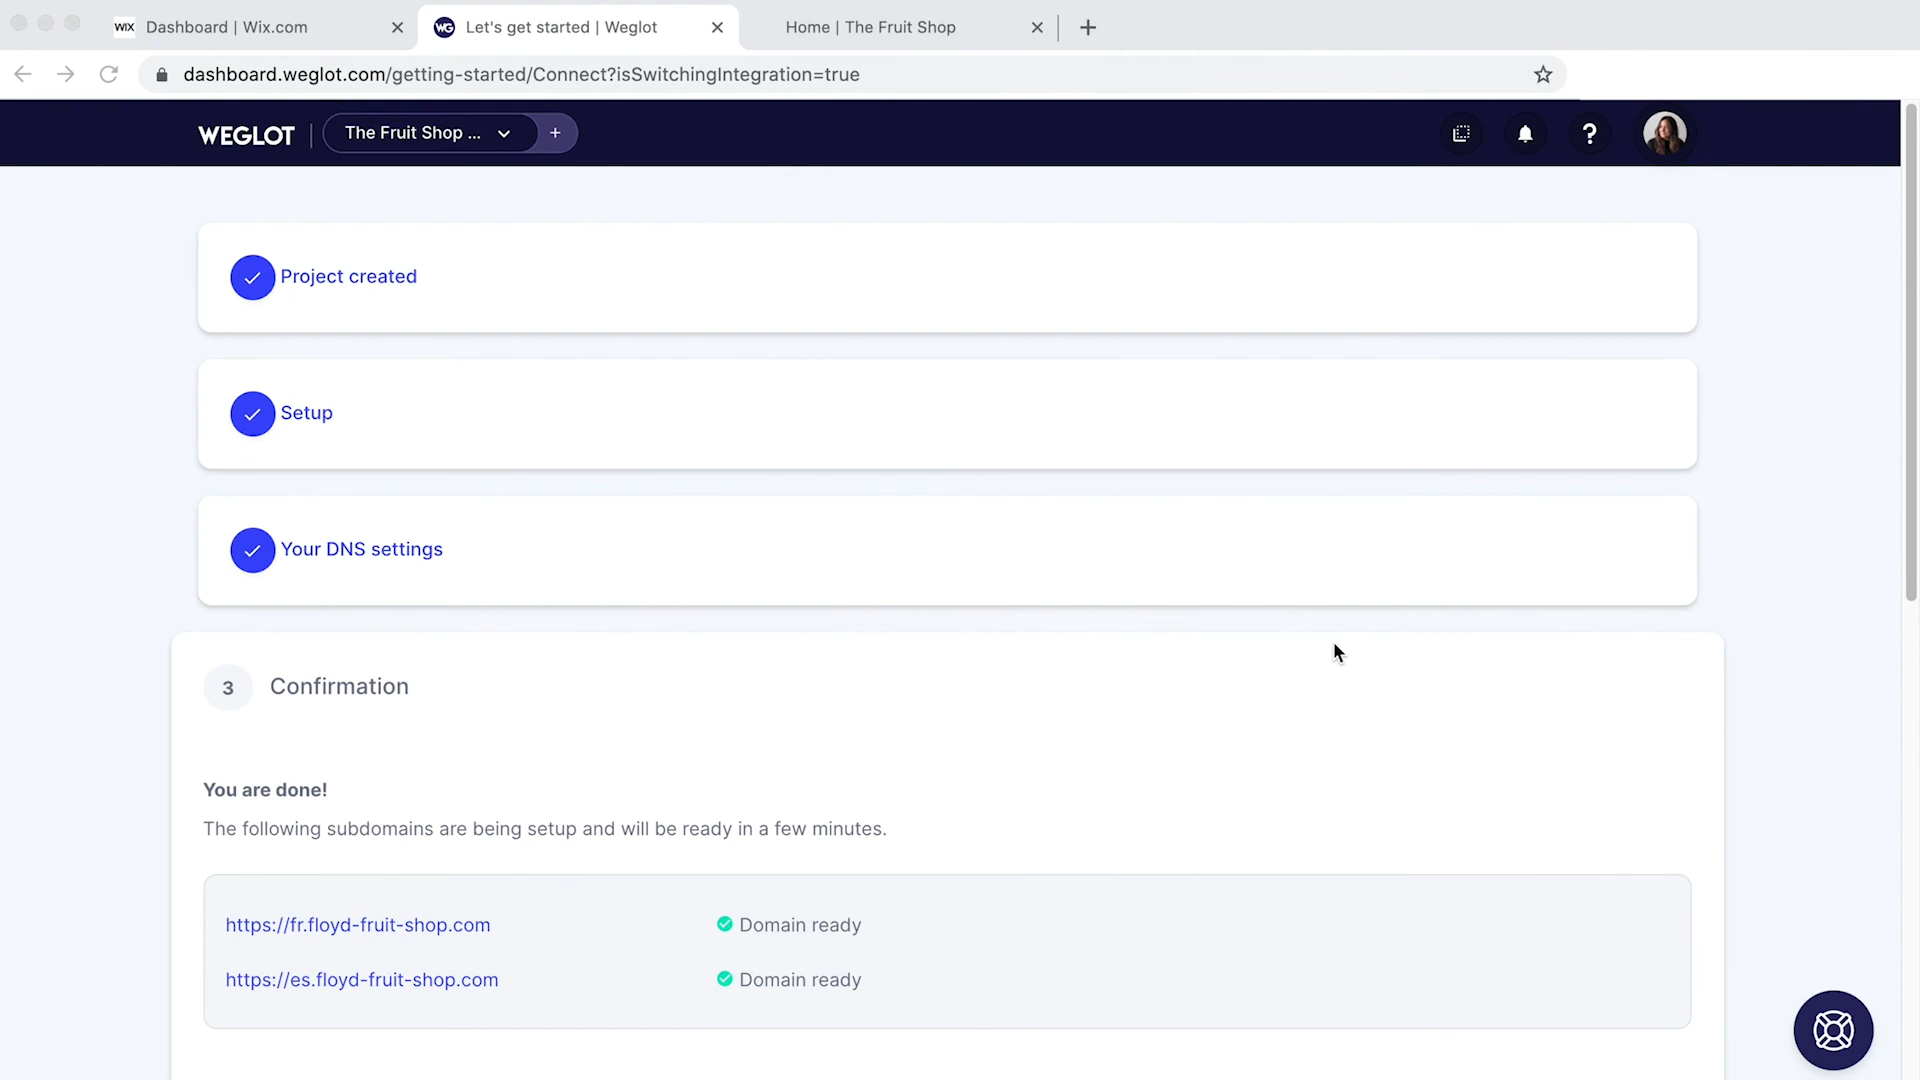 WIX Dashboard | Wix.com
WG Let's get started | Weglot
Home | The Fruit Shop
dashboard.weglot.com/getting-started/Connect?isSwitchingIntegration=true
WEGLOT
The Fruit Shop ...
+
?
Project created
Setup
Your DNS settings
3 Confirmation
You are done!
The following subdomains are being setup and will be ready in a few minutes.
https://fr.floyd-fruit-shop.com Domain ready
https://es.floyd-fruit-shop.com Domain ready